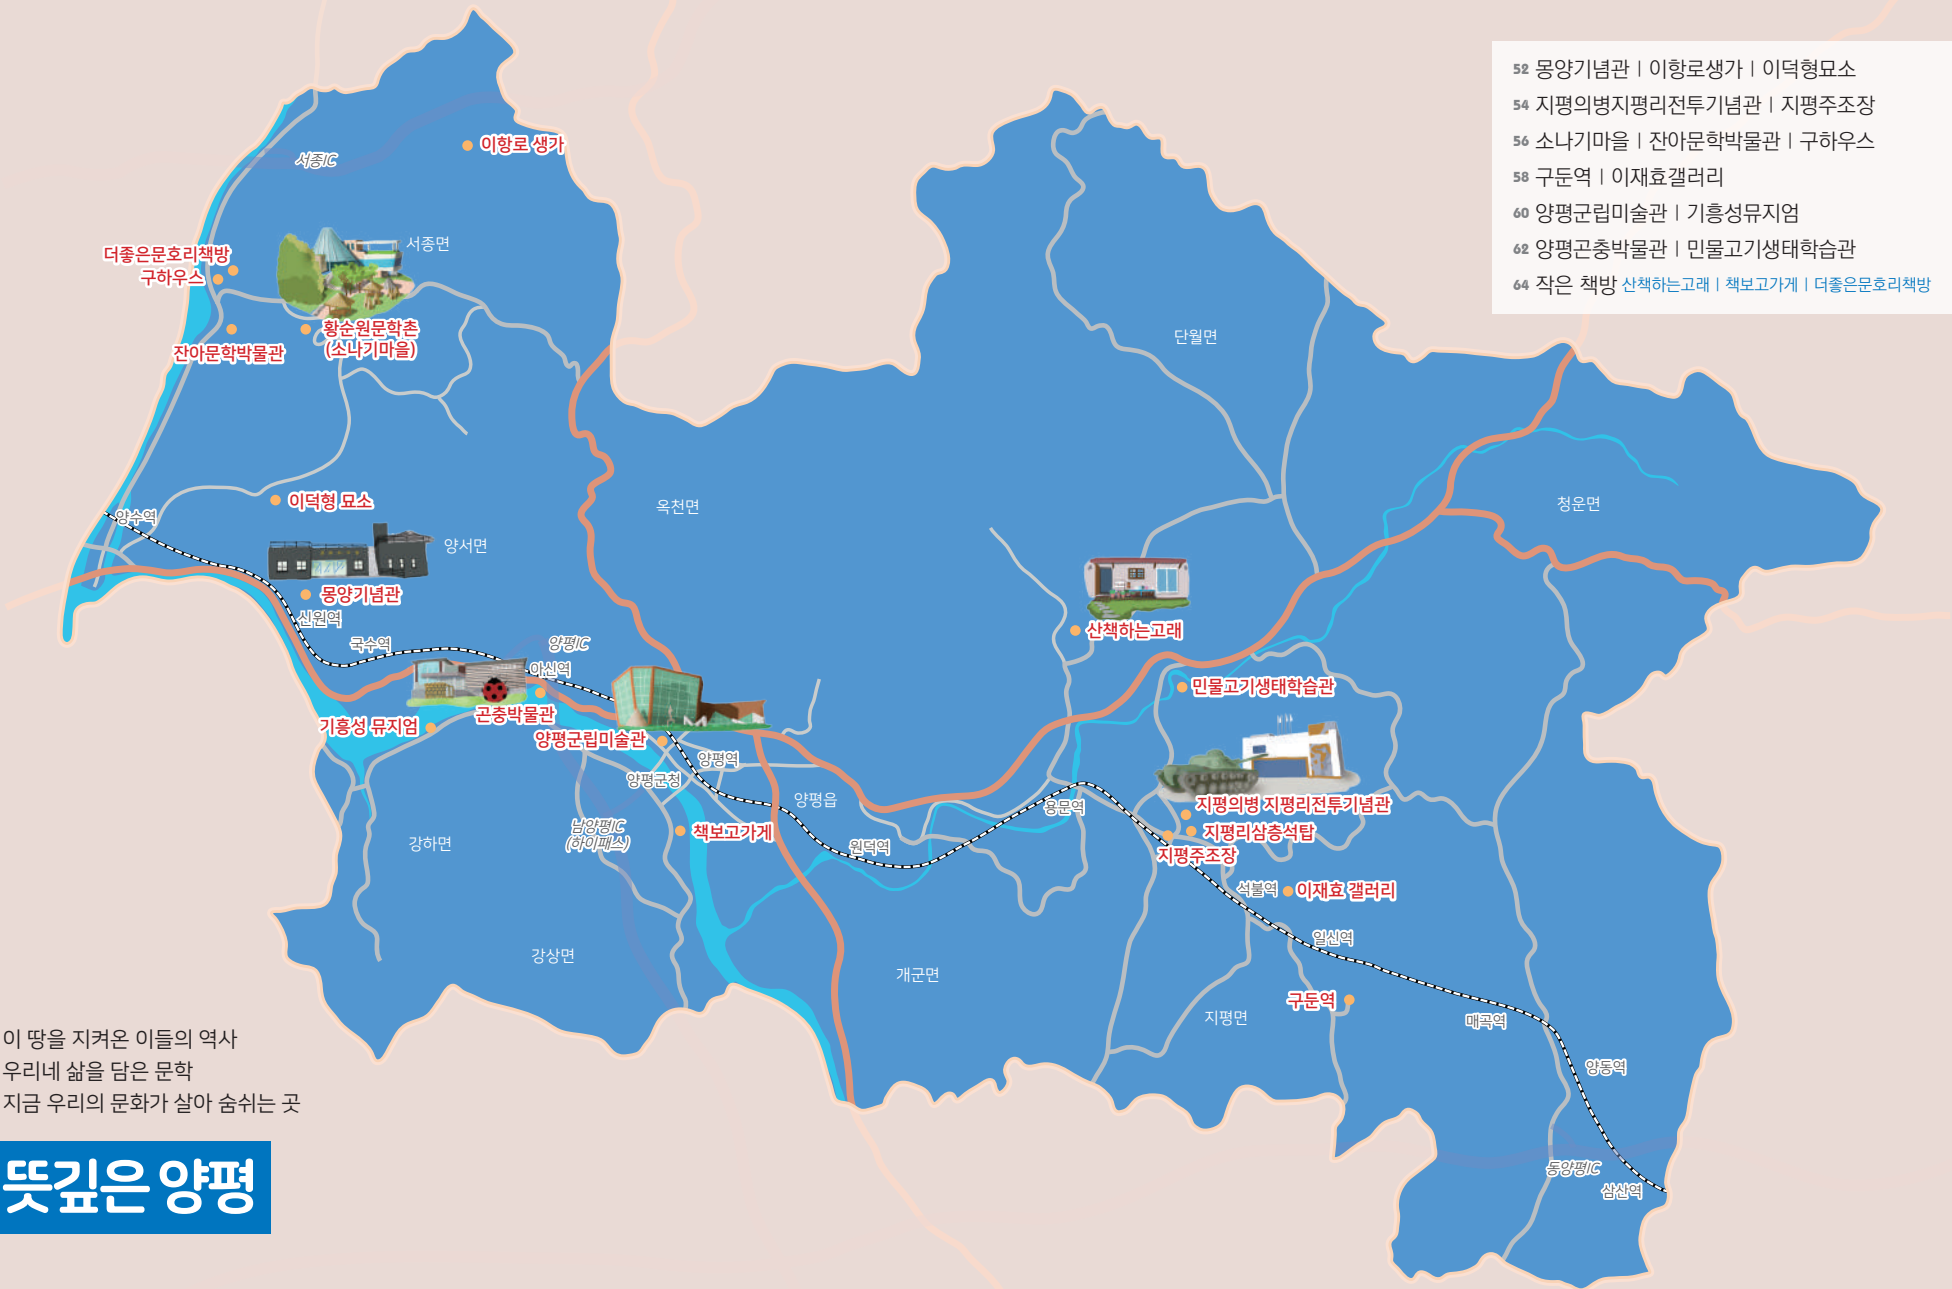 52 몽양기념관 | 이항로생가 | 이덕형묘소
54 지평의병지평리전투기념관 | 지평주조장
56 소나기마을 | 잔아문학박물관 | 구하우스
58 구둔역 | 이재효갤러리
60 양평군립미술관 | 기흥성뮤지엄
62 양평곤충박물관 | 민물고기생태학습관
64 작은 책방 산책하는고래 | 책보고가게 | 더좋은문호리책방
이항로 생가
서종IC
서종면
더좋은문호리책방
구하우스
황순원문학촌
(소나기마을)
잔아문학박물관
단월면
이덕형 묘소
옥천면
청운면
양수역
양서면
몽양기념관
신원역
국수역
양평IC
아신역
산책하는고래
민물고기생태학습관
곤충박물관
기흥성 뮤지엄
양평군립미술관
양평역
양평군청
양평읍
용문역
지평의병 지평리전투기념관
지평리삼층석탑
지평주조장
남양평IC
(하이패스)
책보고가게
강하면
원덕역
석불역
이재효 갤러리
일신역
강상면
개군면
구둔역
지평면
매곡역
양동역
동양평IC
삼산역
이 땅을 지켜온 이들의 역사
우리네 삶을 담은 문학
지금 우리의 문화가 살아 숨쉬는 곳
뜻깊은 양평